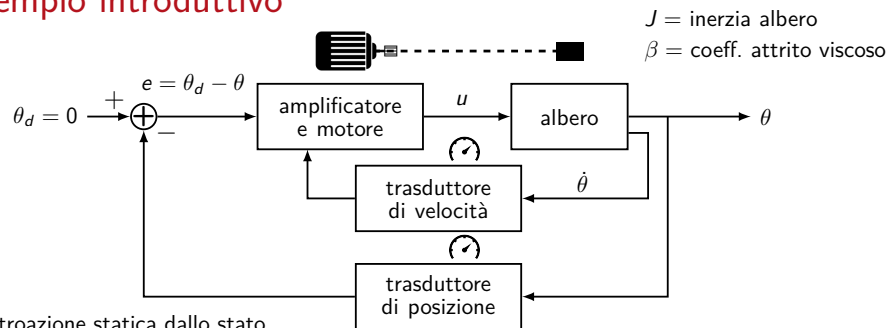 empio introduttivo
J = inerzia albero
β = coeff. attrito viscoso
e = θd − θ
θd = 0
+
−
amplificatore
e motore
u
albero
θ
trasduttore
di velocità
θ̇
trasduttore
di posizione
troazione statica dallo stato